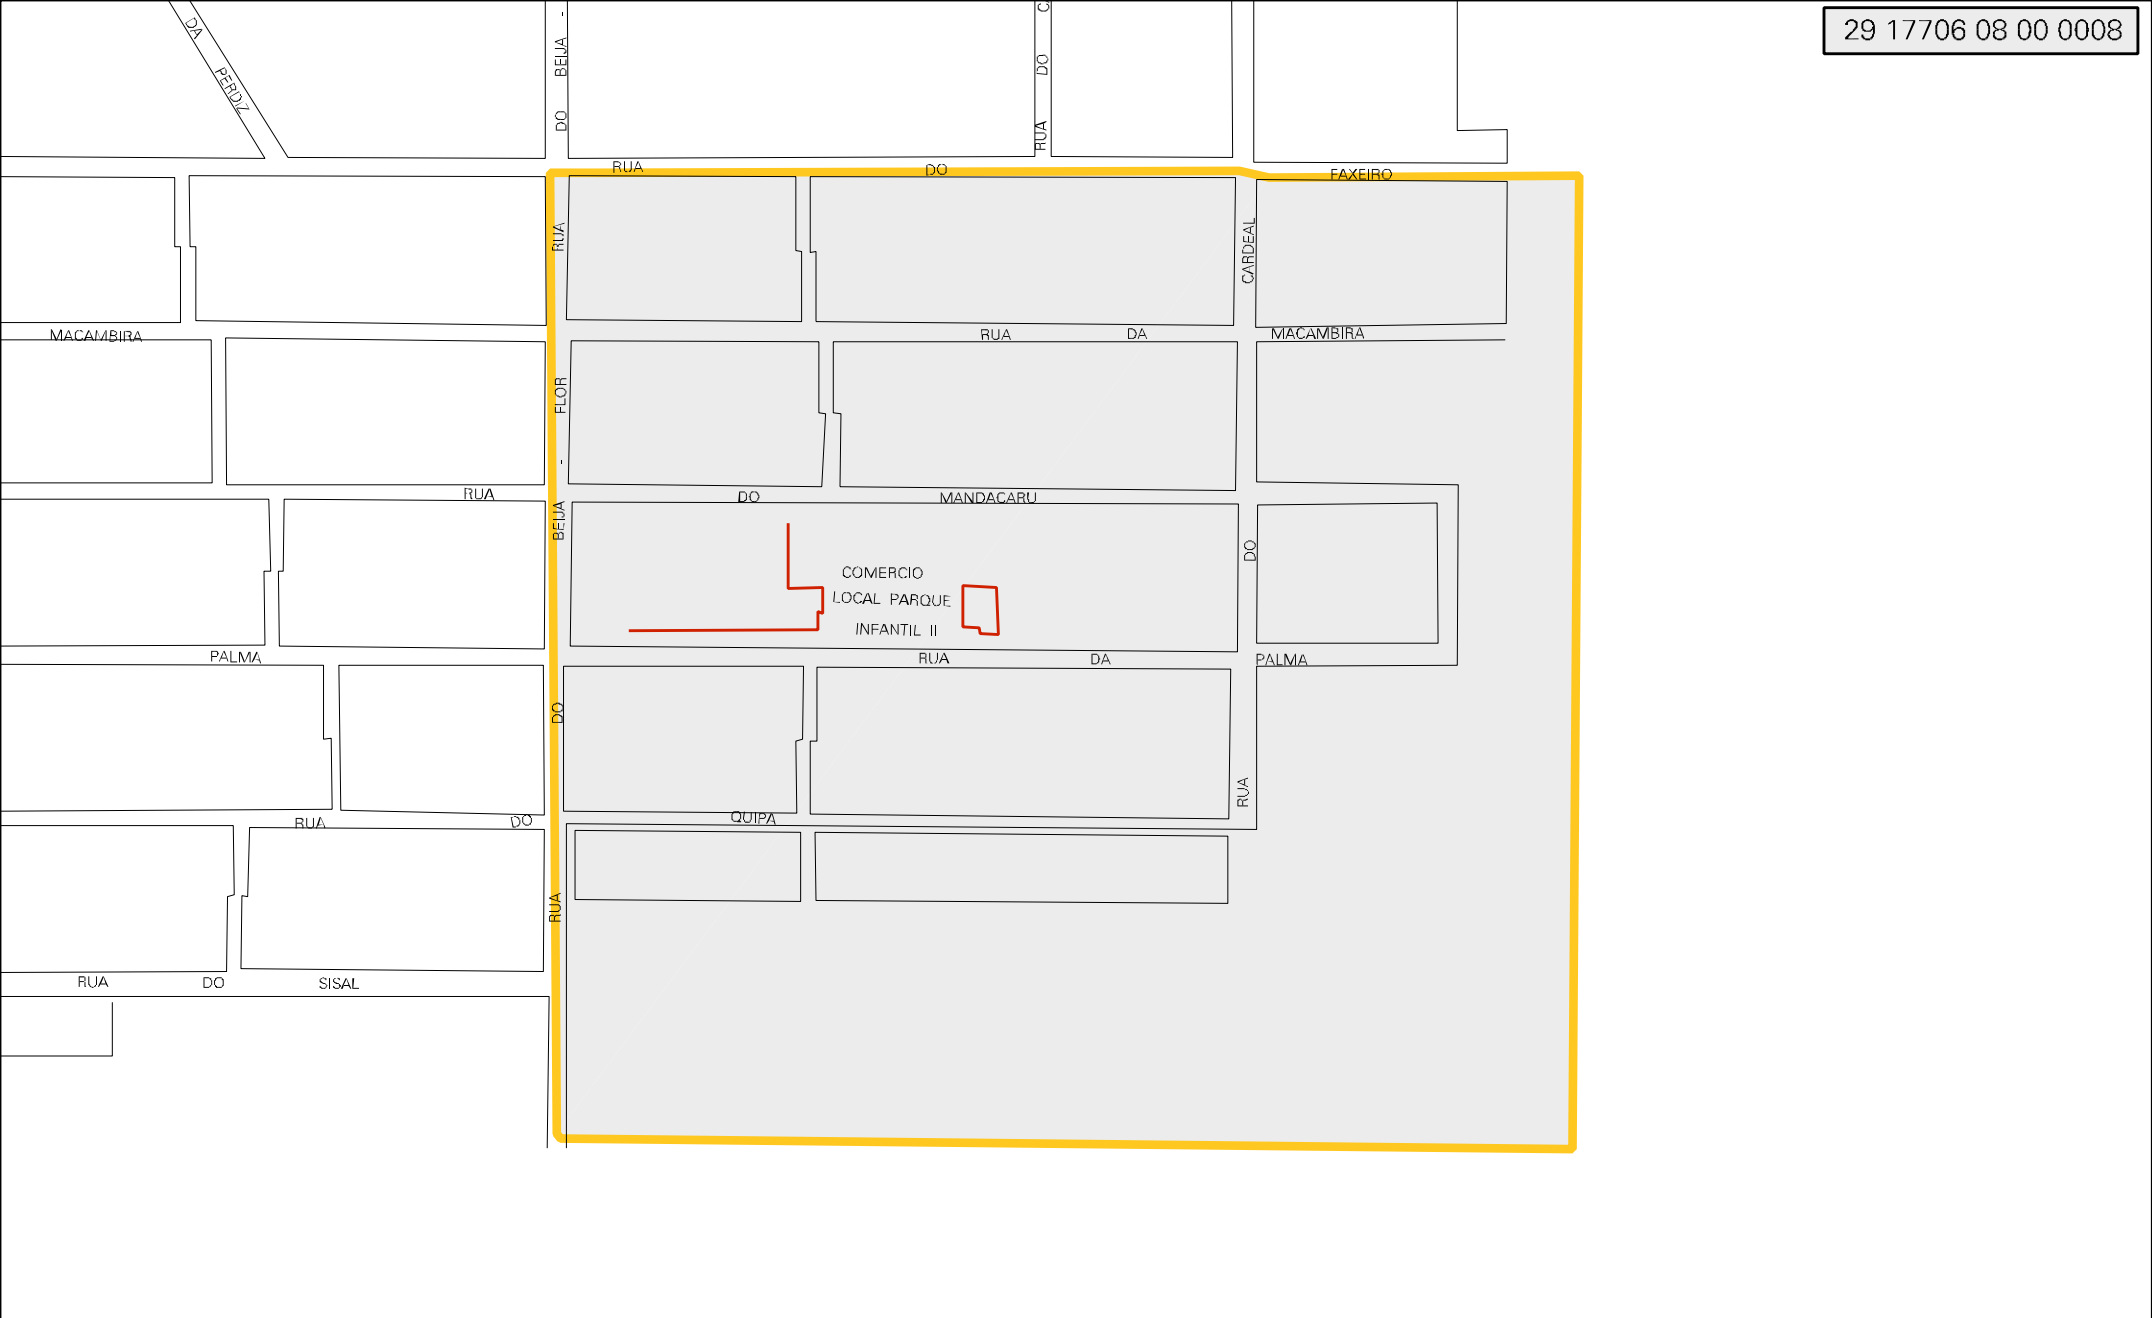 29 17706 08 00 0008
DA PERDIZ
DO BEIJA -
RUA DO
RUA DO FAXEIRO
RUA DO BEIJA - FLOR
RUA DO CARDEAL
MACAMBIRA
RUA DA MACAMBIRA
RUA DO MANDACARU
COMERCIO
LOCAL PARQUE
INFANTIL II
PALMA
RUA DA PALMA
RUA DO QUIPA
RUA
RUA DO SISAL